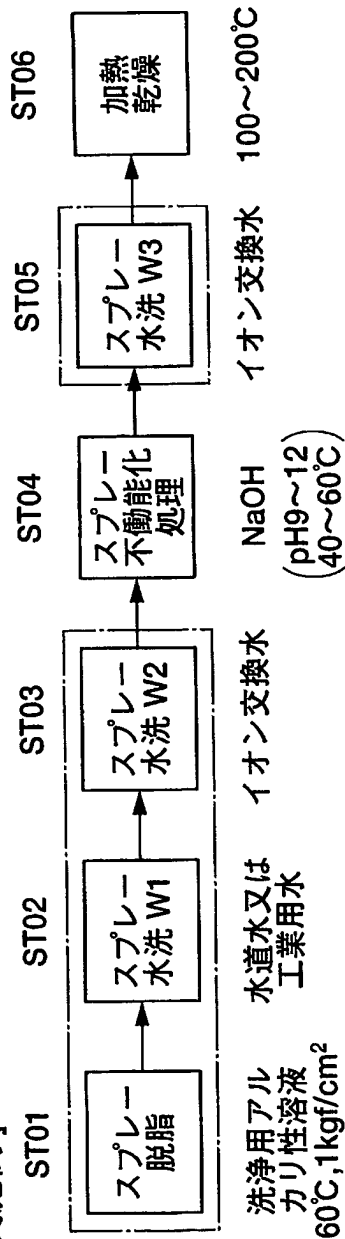 ST01
スプレー
脱脂
洗浄用アル
カリ性溶液
60℃,1kgf/cm²
ST02
スプレー
水洗 W1
水道水又は
工業用水
ST03
スプレー
水洗 W2
イオン交換水
ST04
スプレー
不働能化
処理
NaOH
(pH9～12
40～60℃)
ST05
スプレー
水洗 W3
イオン交換水
ST06
加熱
乾燥
100～200℃